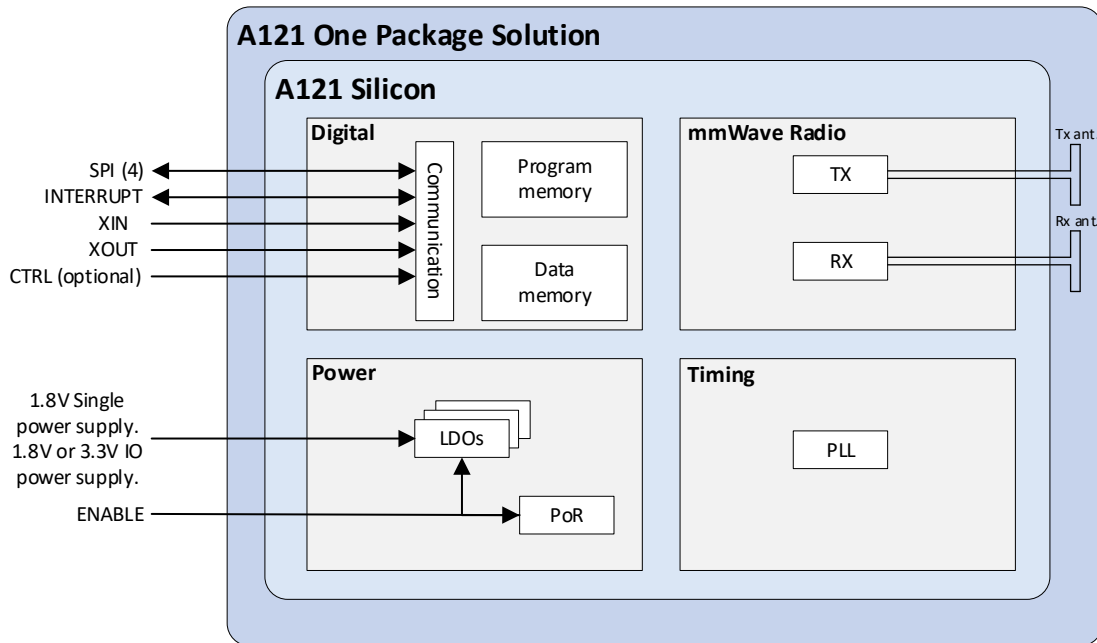 A121 One Package Solution
A121 Silicon
Digital
mmWave Radio
Tx ant.
SPI (4)
INTERRUPT
XIN
XOUT
CTRL (optional)
Communication
Program
memory
Data
memory
TX
RX
Rx ant.
Power
Timing
1.8V Single
power supply.
1.8V or 3.3V IO
power supply.
LDOs
PLL
ENABLE
PoR